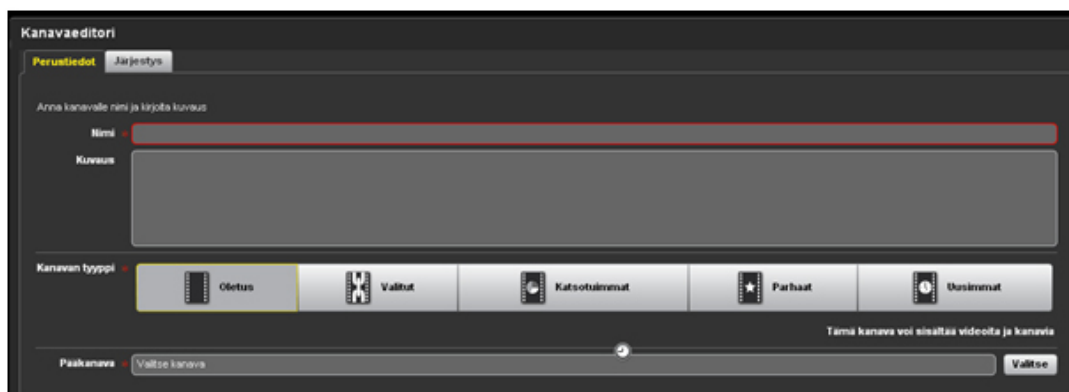 Kanavaeditori
Perustiedot Järjestys
Anna kanavalle nimi ja kirjoita kuvaus
Nimi
Kuvaus
Kanavan tyyppi
Oletus Valitut Katsotuimmat Parhaat Uusimmat
Tämä kanava voi sisältää videoita ja kanavia
Pääkanava Valitse kanava Valitse